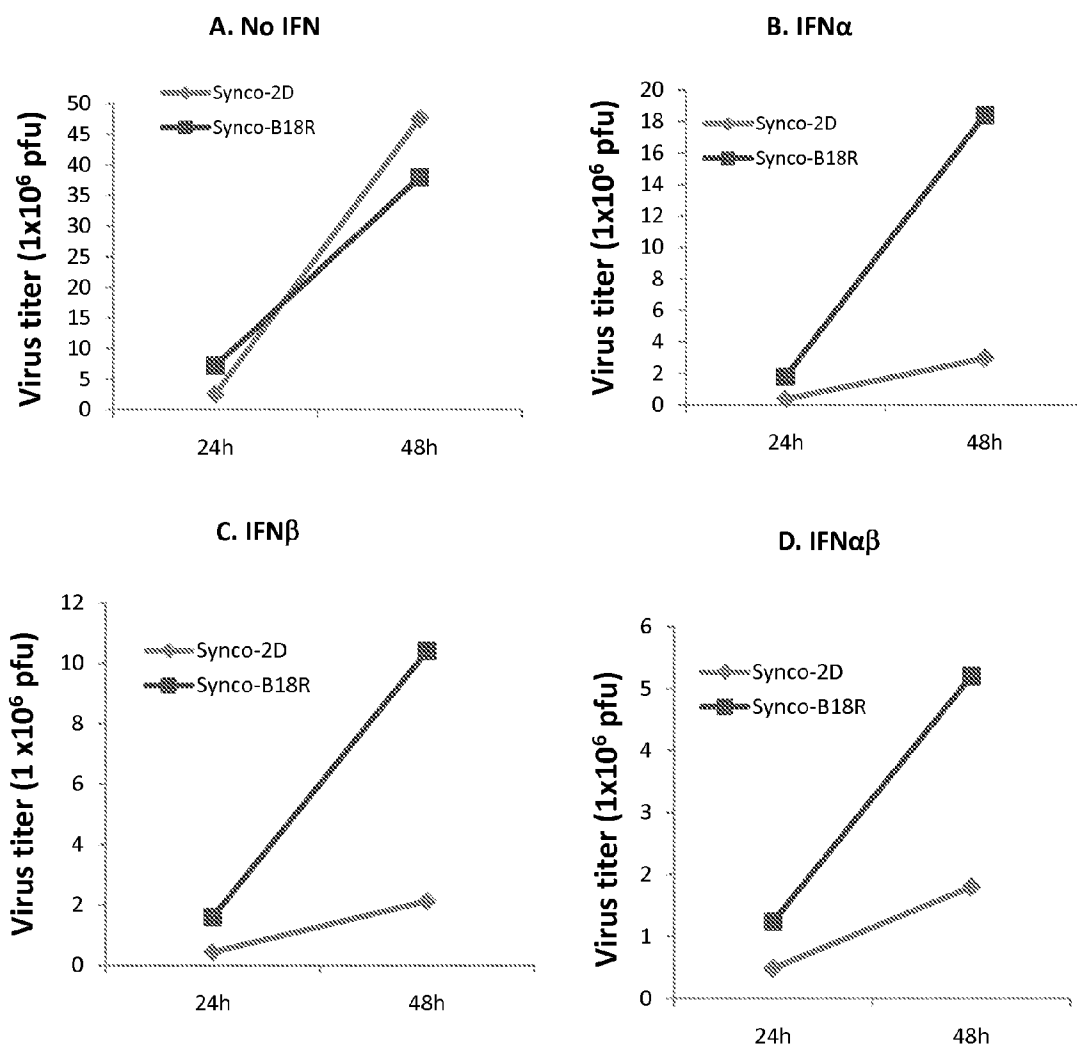 A. No IFN
Synco-2D
Synco-B18R
Virus titer (1x10⁶ pfu)
50
45
40
35
30
25
20
15
10
5
0
24h
48h
B. IFNα
Synco-2D
Synco-B18R
Virus titer (1x10⁶ pfu)
20
18
16
14
12
10
8
6
4
2
0
24h
48h
C. IFNβ
Synco-2D
Synco-B18R
Virus titer (1 x10⁶ pfu)
12
10
8
6
4
2
0
24h
48h
D. IFNαβ
Synco-2D
Synco-B18R
Virus titer (1x10⁶ pfu)
6
5
4
3
2
1
0
24h
48h